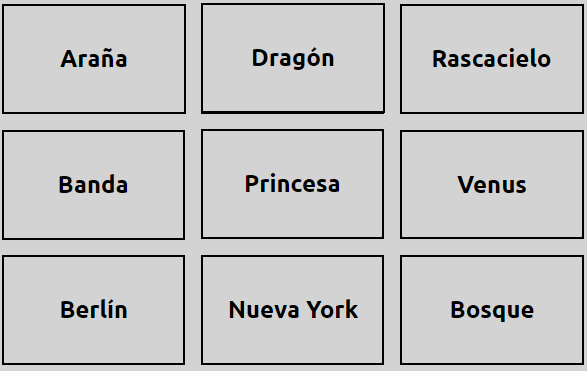 Araña
Dragón
Rascacielo
Banda
Princesa
Venus
Berlín
Nueva York
Bosque